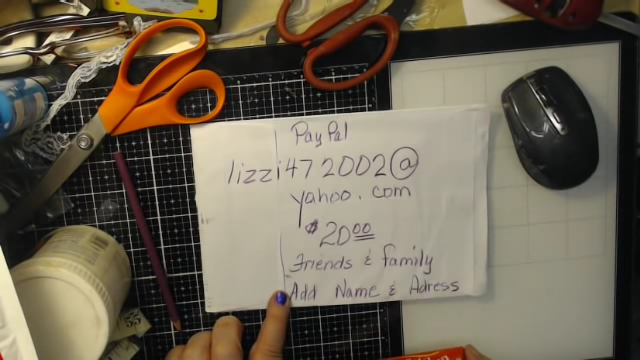 PayPal
lizzi472002@
yahoo.com
$20.00
Friends & family
Add Name & Adress